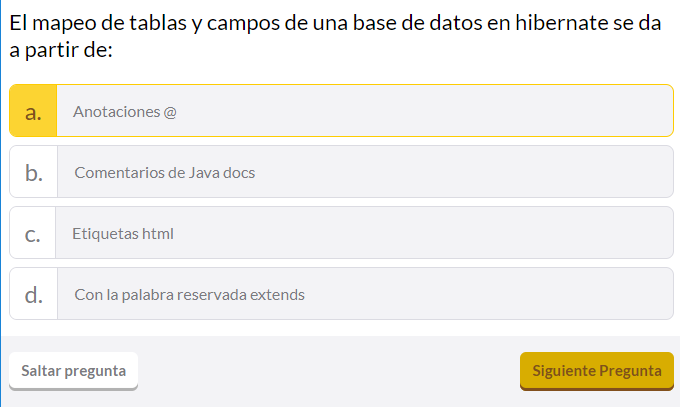 El mapeo de tablas y campos de una base de datos en hibernate se da
a partir de:
a. Anotaciones @
b. Comentarios de Java docs
c. Etiquetas html
d. Con la palabra reservada extends
Saltar pregunta Siguiente Pregunta